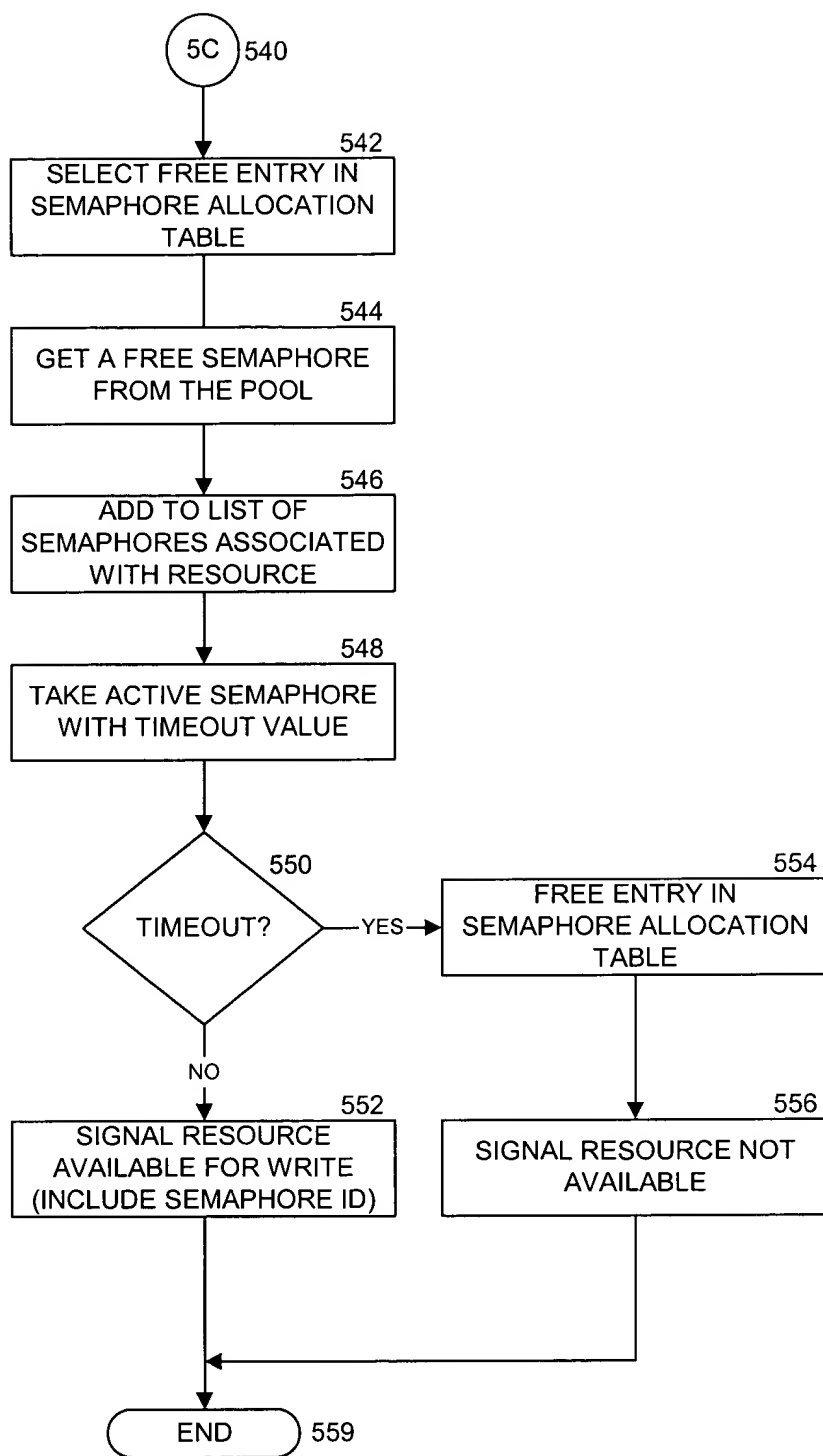 5C
540
542
SELECT FREE ENTRY IN
SEMAPHORE ALLOCATION
TABLE
544
GET A FREE SEMAPHORE
FROM THE POOL
546
ADD TO LIST OF
SEMAPHORES ASSOCIATED
WITH RESOURCE
548
TAKE ACTIVE SEMAPHORE
WITH TIMEOUT VALUE
550
TIMEOUT?
YES
554
FREE ENTRY IN
SEMAPHORE ALLOCATION
TABLE
NO
552
SIGNAL RESOURCE
AVAILABLE FOR WRITE
(INCLUDE SEMAPHORE ID)
556
SIGNAL RESOURCE NOT
AVAILABLE
END
559